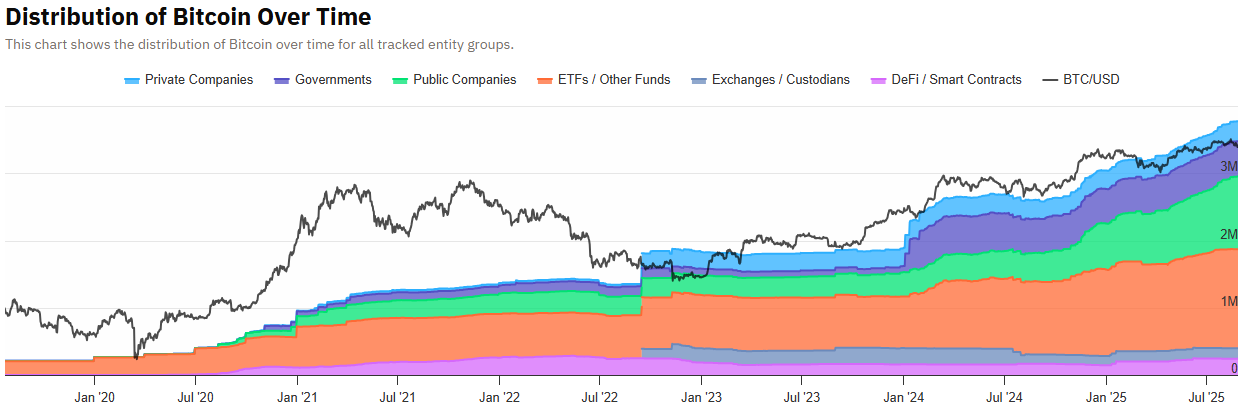 Distribution of Bitcoin Over Time
This chart shows the distribution of Bitcoin over time for all tracked entity groups.
Private Companies Governments Public Companies ETFs / Other Funds Exchanges / Custodians DeFi / Smart Contracts BTC/USD
3M
2M
1M
0
Jan '20 Jul '20 Jan '21 Jul '21 Jan '22 Jul '22 Jan '23 Jul '23 Jan '24 Jul '24 Jan '25 Jul '25